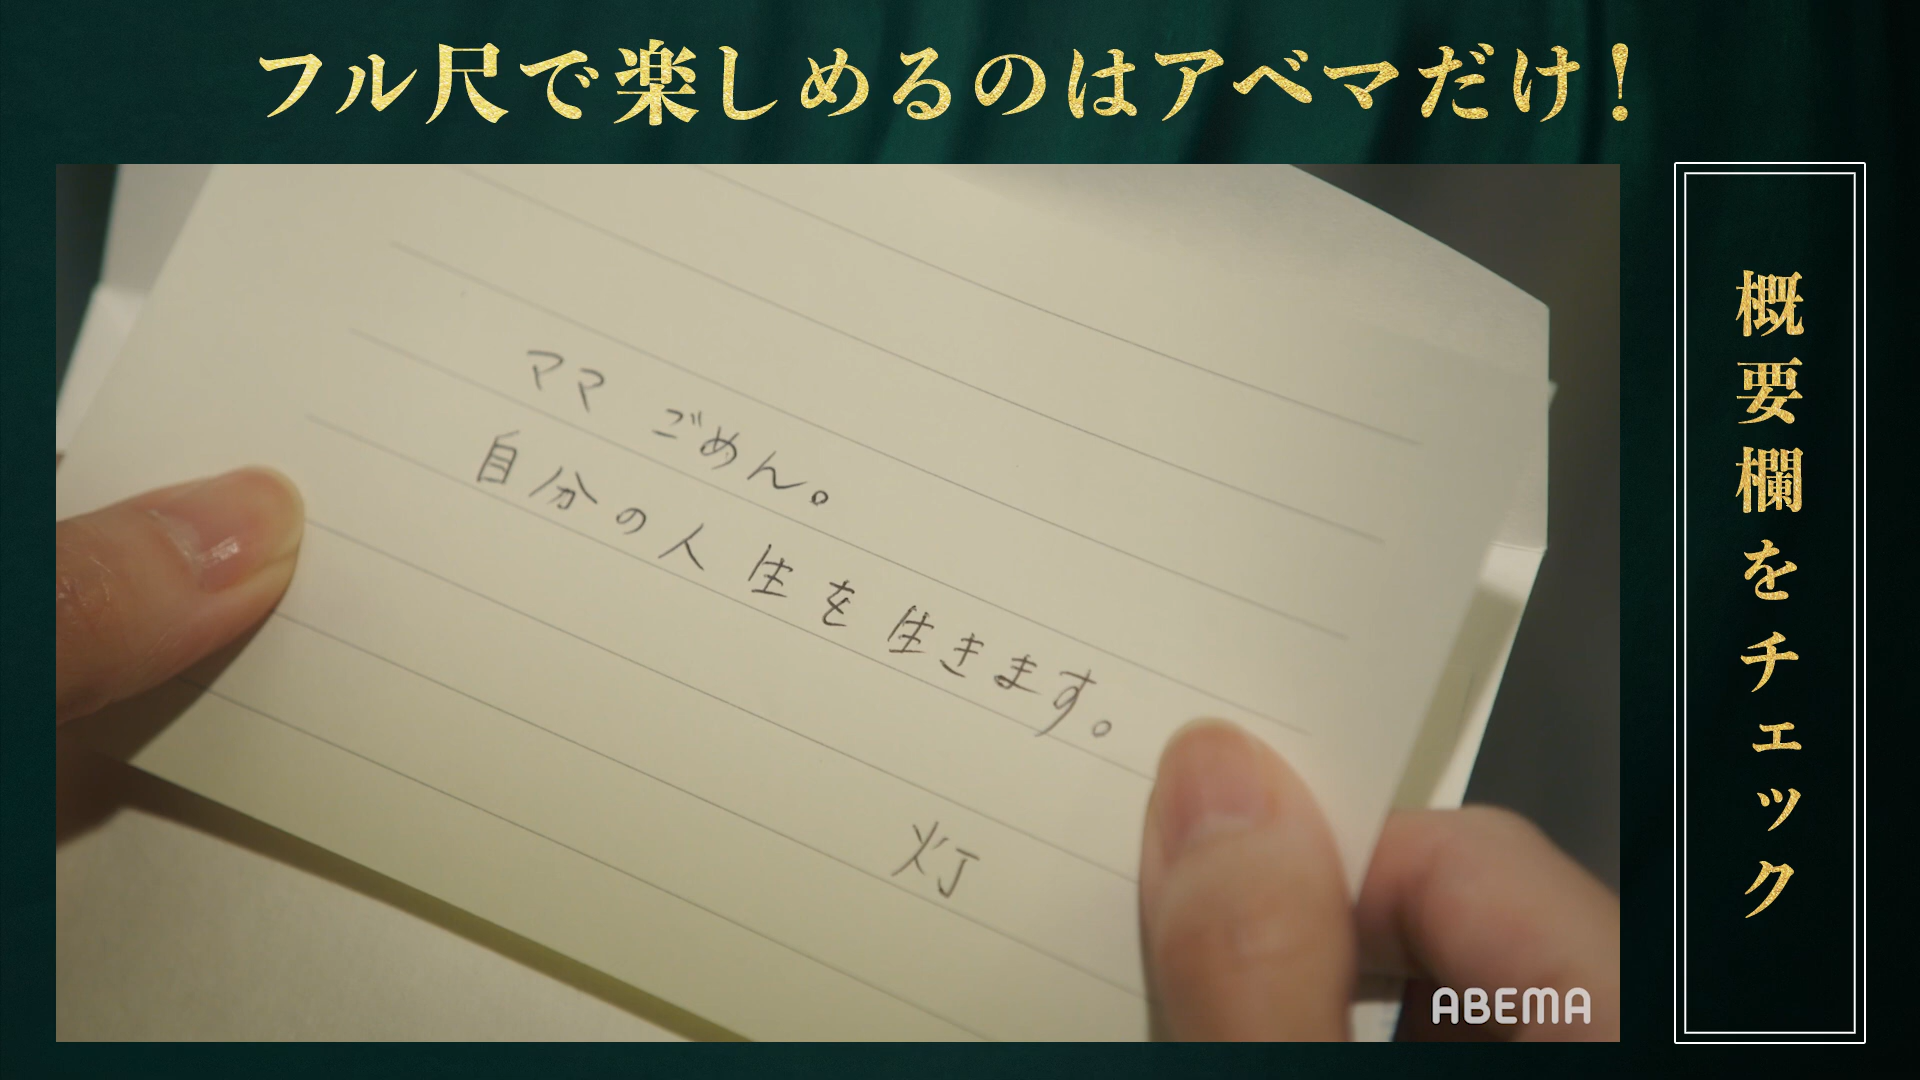 フル尺で楽しめるのはアベマだけ!
ママ ごめん。
自分の人生を生きます。
灯
ABEMA
概要欄をチェック